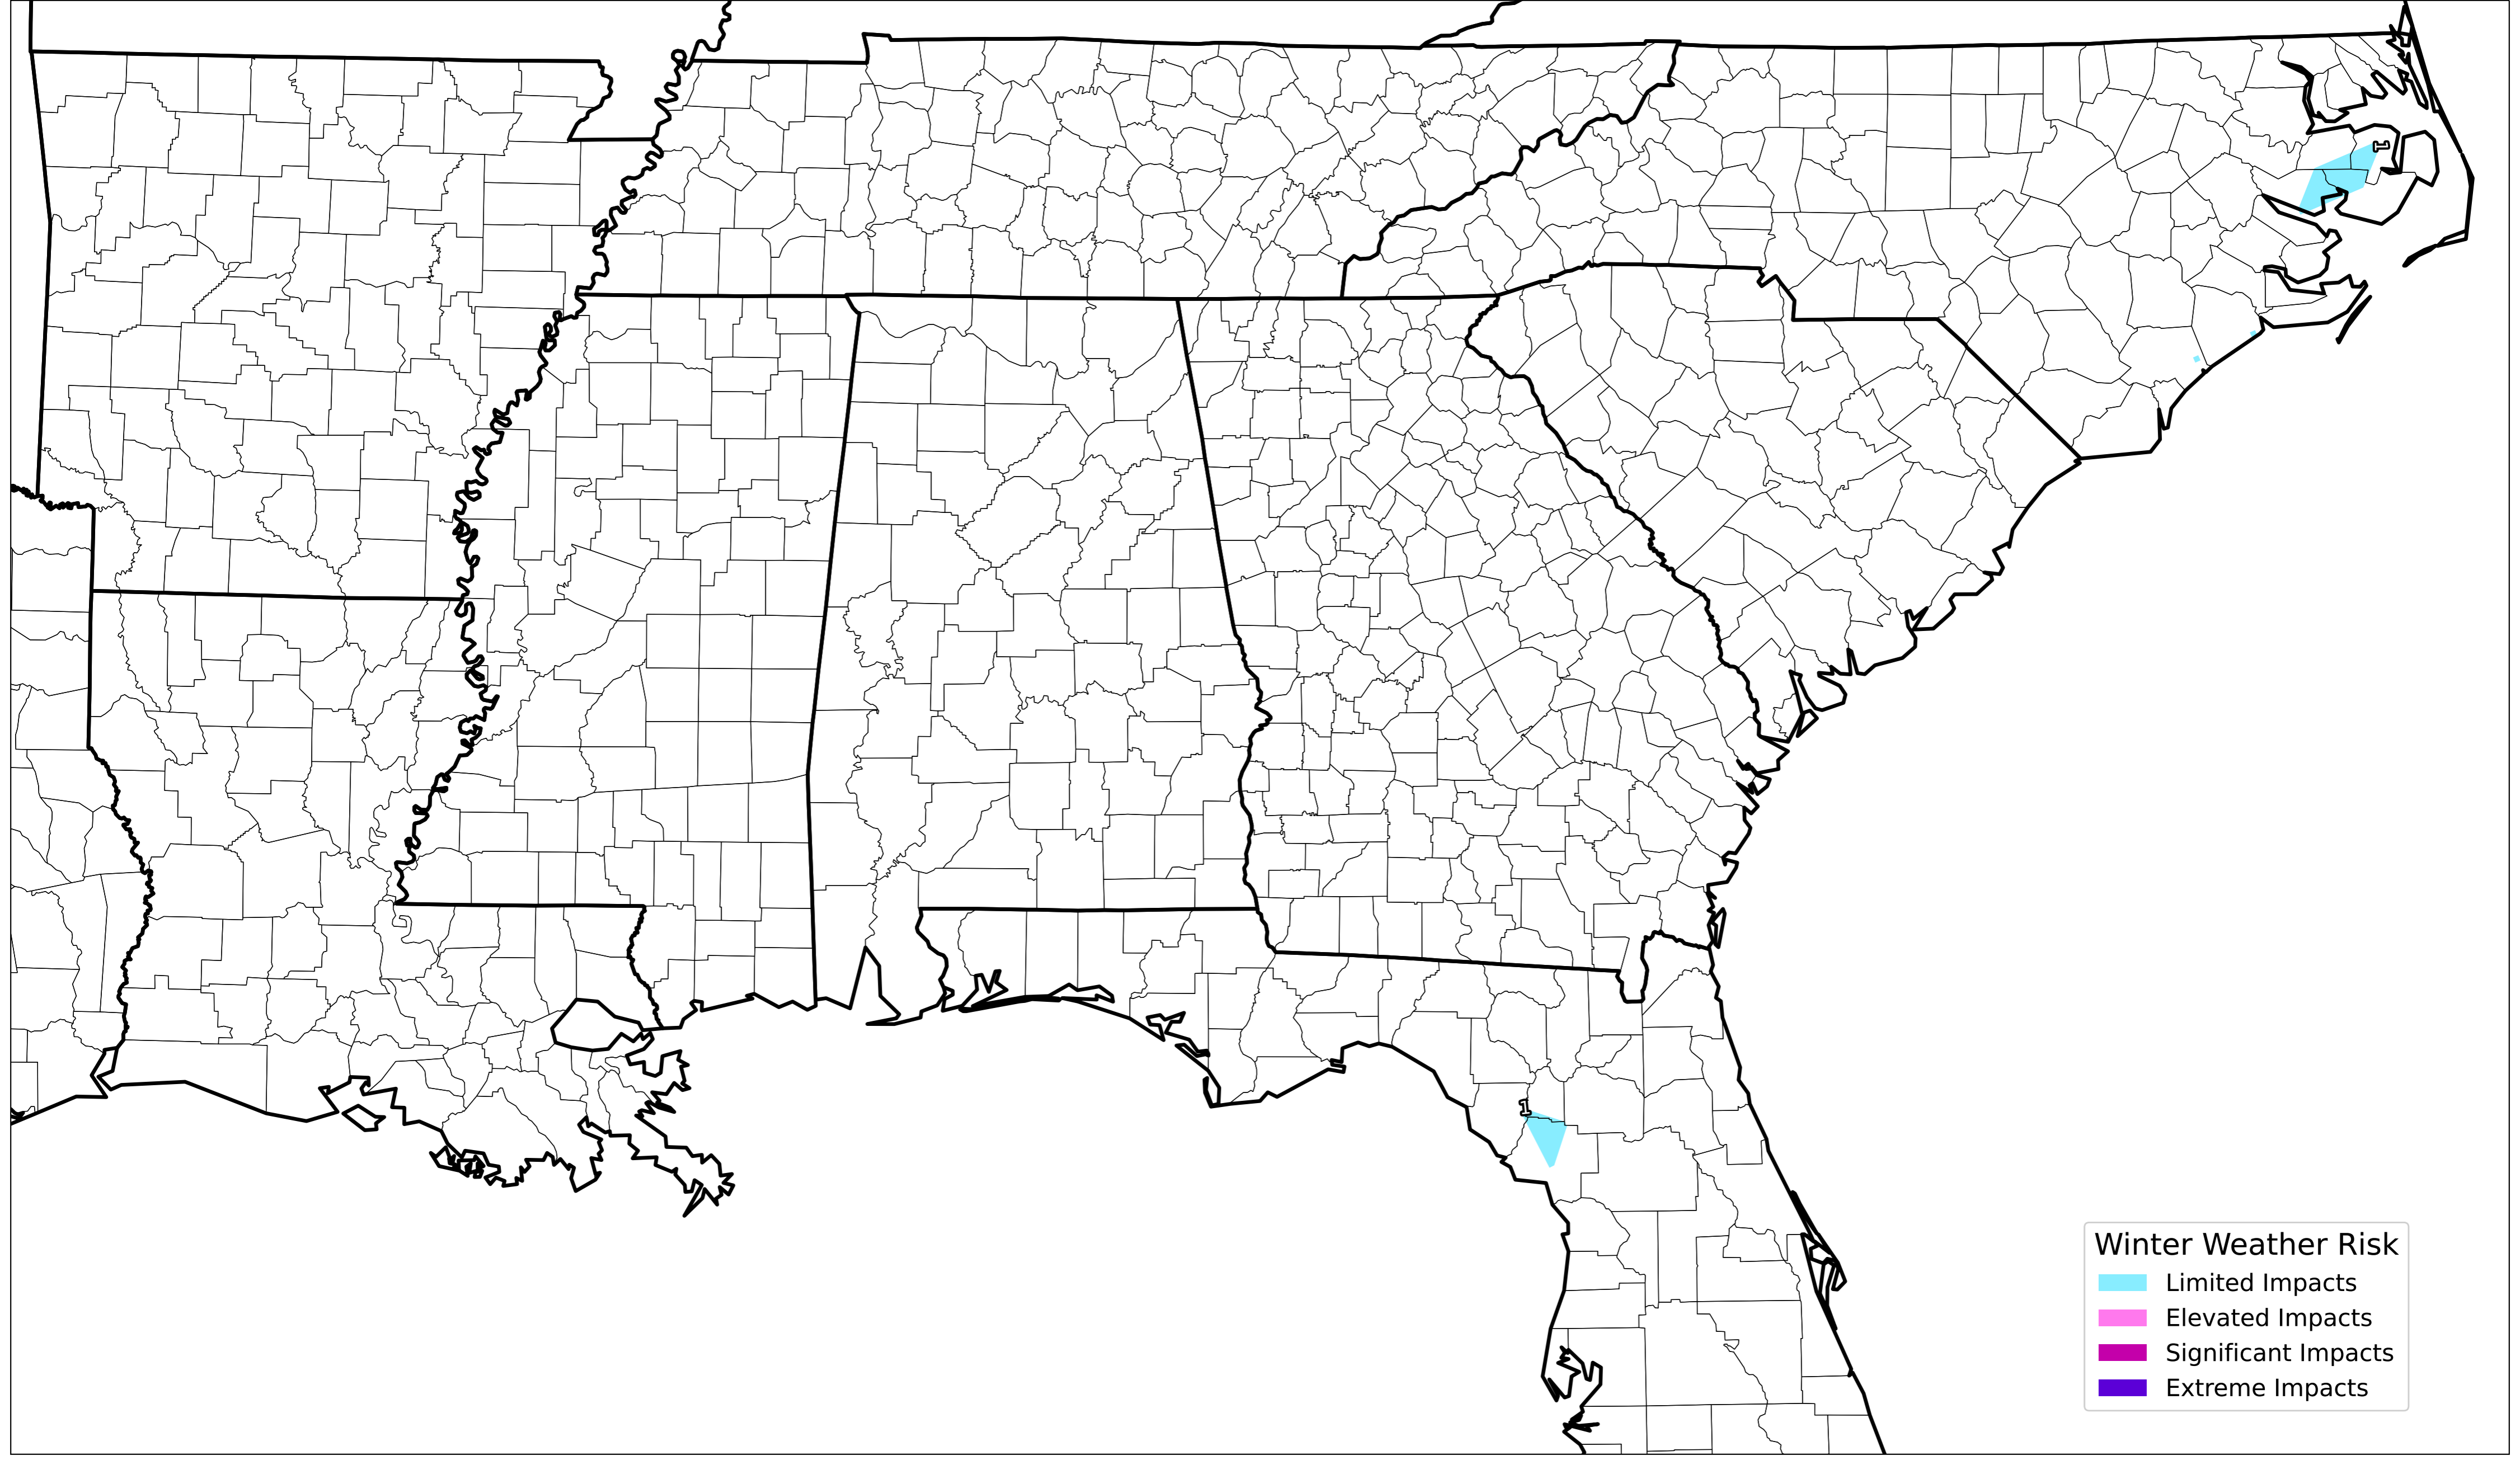 1
1
Winter Weather Risk
Limited Impacts
Elevated Impacts
Significant Impacts
Extreme Impacts